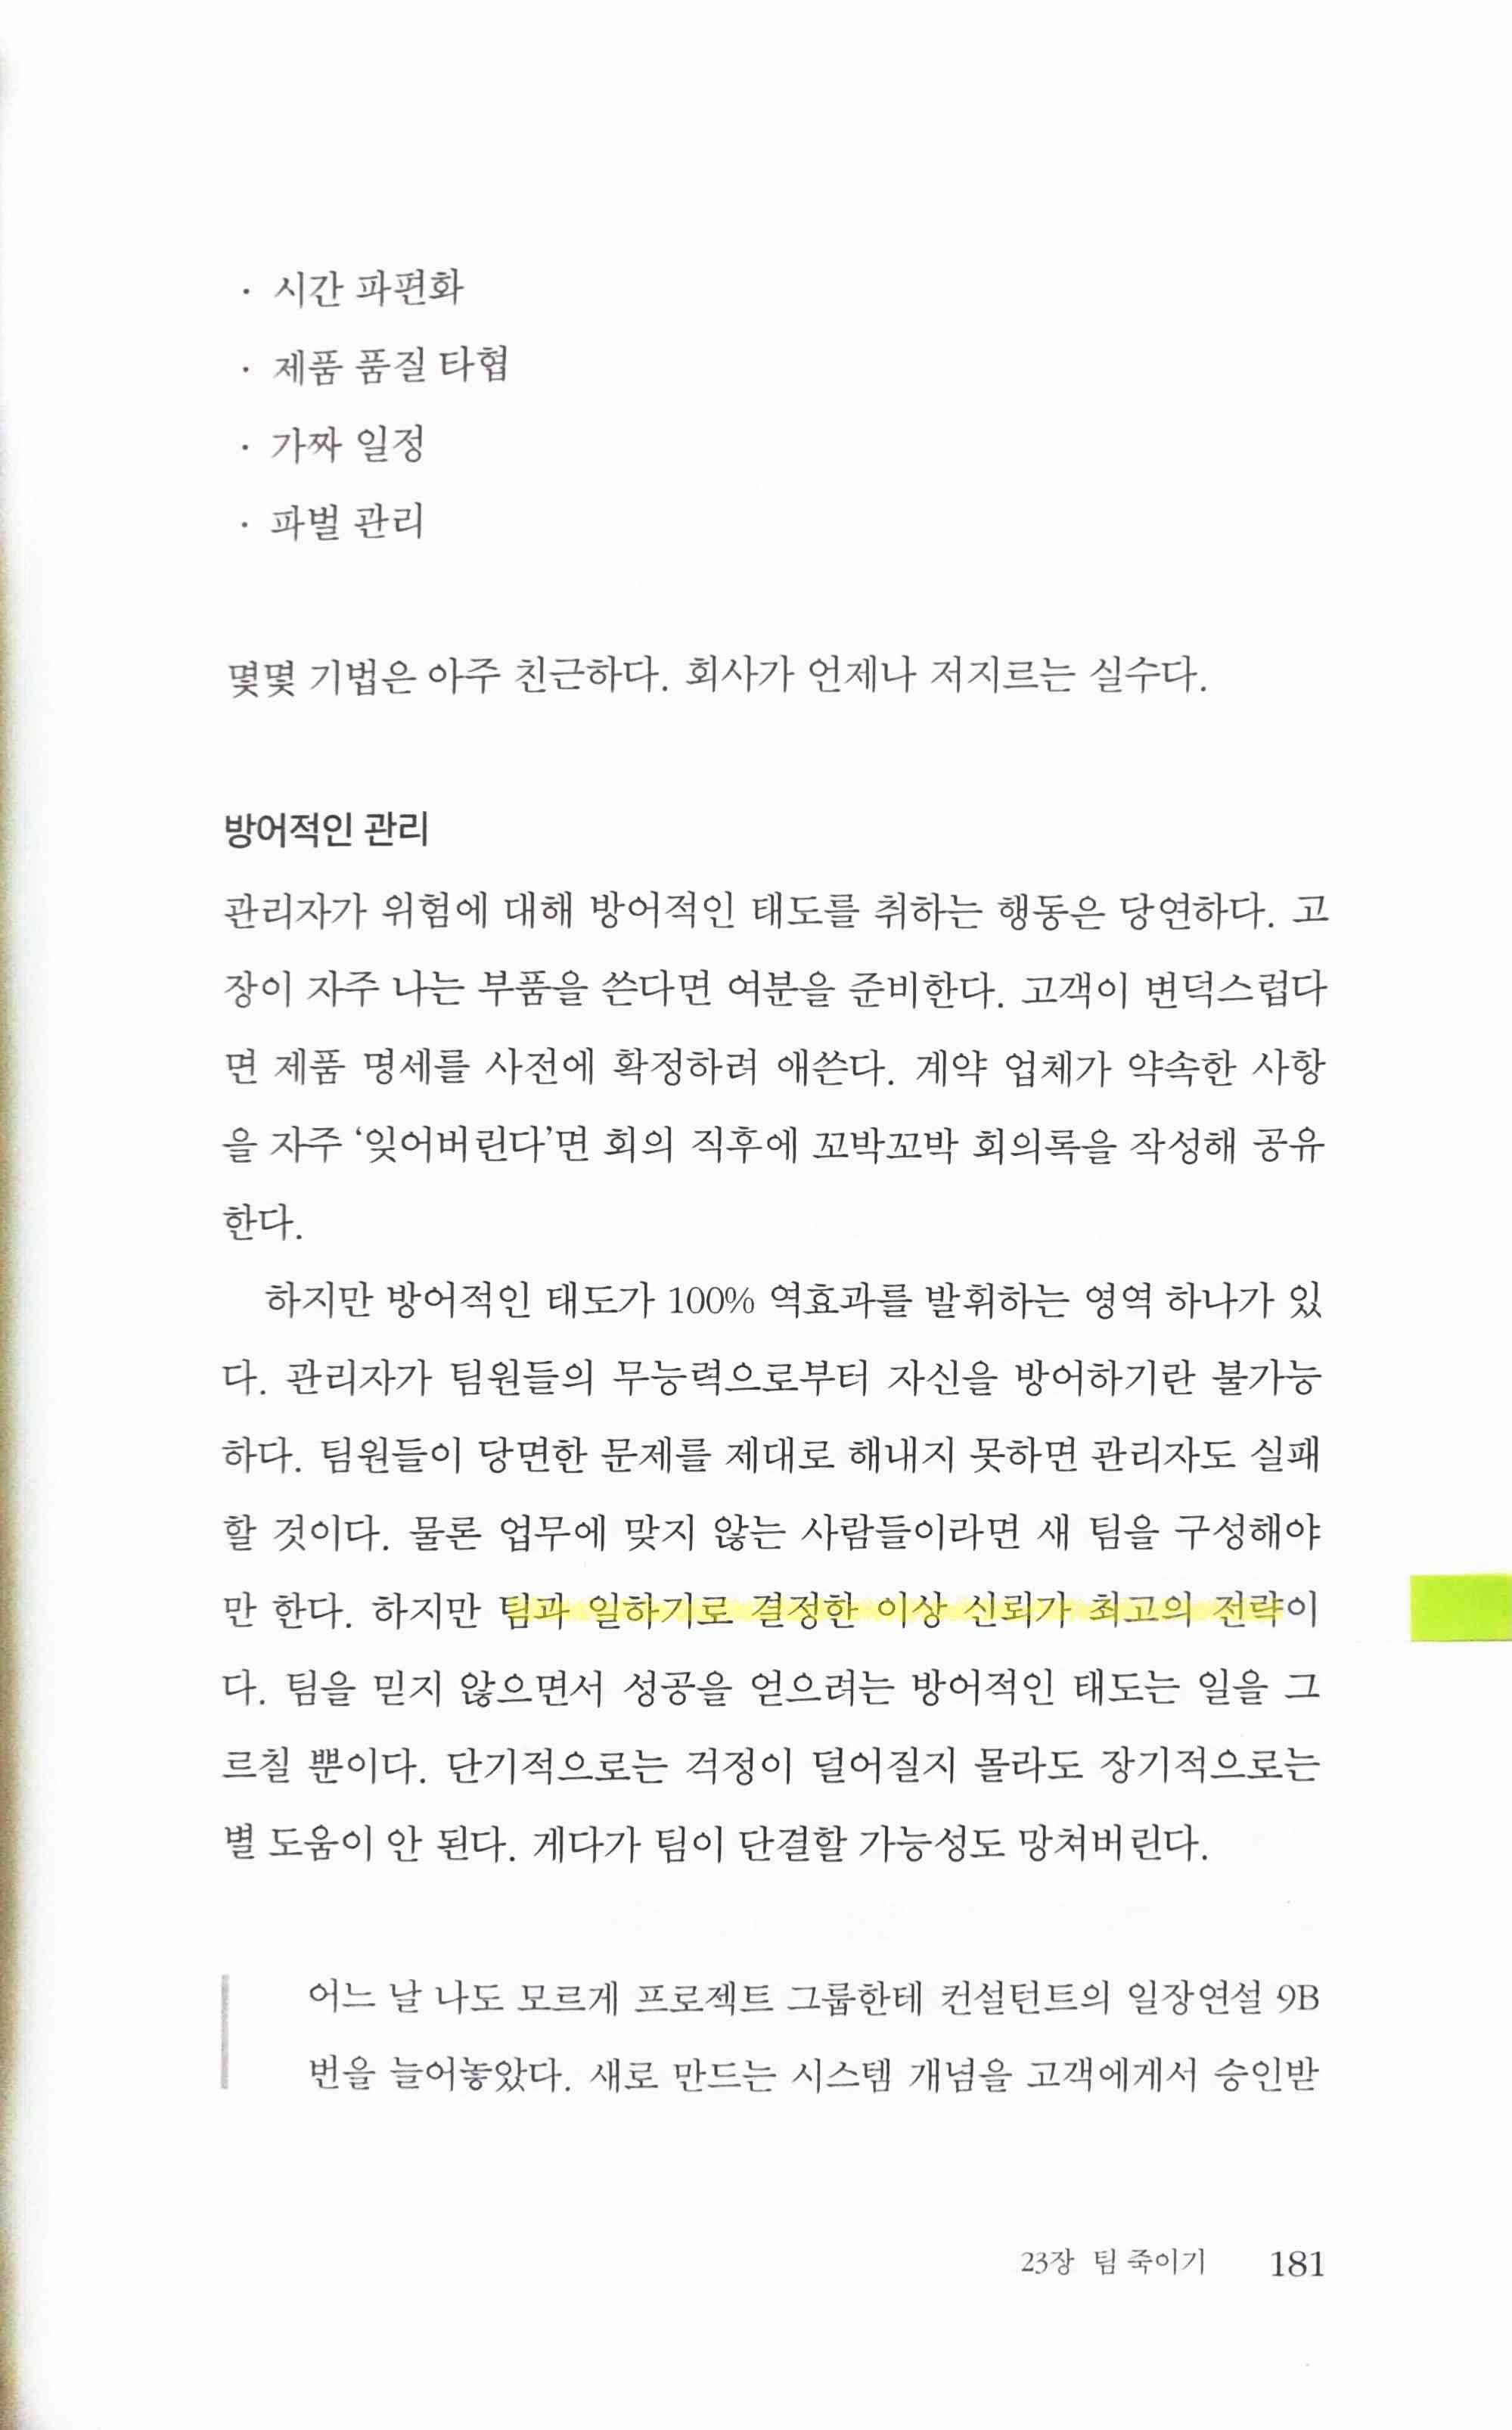 · 시간 파편화
· 제품 품질 타협
· 가짜 일정
· 파벌 관리
몇몇 기법은 아주 친근하다. 회사가 언제나 저지르는 실수다.
방어적인 관리
관리자가 위험에 대해 방어적인 태도를 취하는 행동은 당연하다. 고
장이 자주 나는 부품을 쓴다면 여분을 준비한다. 고객이 변덕스럽다
면 제품 명세를 사전에 확정하려 애쓴다. 계약 업체가 약속한 사항
을 자주 ‘잊어버린다’면 회의 직후에 꼬박꼬박 회의록을 작성해 공유
한다.
하지만 방어적인 태도가 100% 역효과를 발휘하는 영역 하나가 있
다. 관리자가 팀원들의 무능력으로부터 자신을 방어하기란 불가능
하다. 팀원들이 당면한 문제를 제대로 해내지 못하면 관리자도 실패
할 것이다. 물론 업무에 맞지 않는 사람들이라면 새 팀을 구성해야
만 한다. 하지만 팀과 일하기로 결정한 이상 신뢰가 최고의 전략이
다. 팀을 믿지 않으면서 성공을 얻으려는 방어적인 태도는 일을 그
르칠 뿐이다. 단기적으로는 걱정이 덜어질지 몰라도 장기적으로는
별 도움이 안 된다. 게다가 팀이 단결할 가능성도 망쳐버린다.
어느 날 나도 모르게 프로젝트 그룹한테 컨설턴트의 일장연설 9B
번을 늘어놓았다. 새로 만드는 시스템 개념을 고객에게서 승인받
23장 팀 죽이기 181